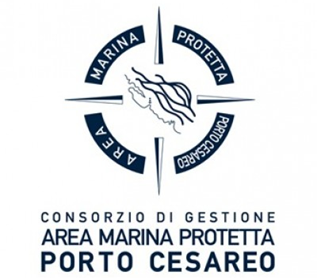 AREA
MARINA
PROTETTA
PORTO CESAREO
CONSORZIO DI GESTIONE
AREA MARINA PROTETTA
PORTO CESAREO